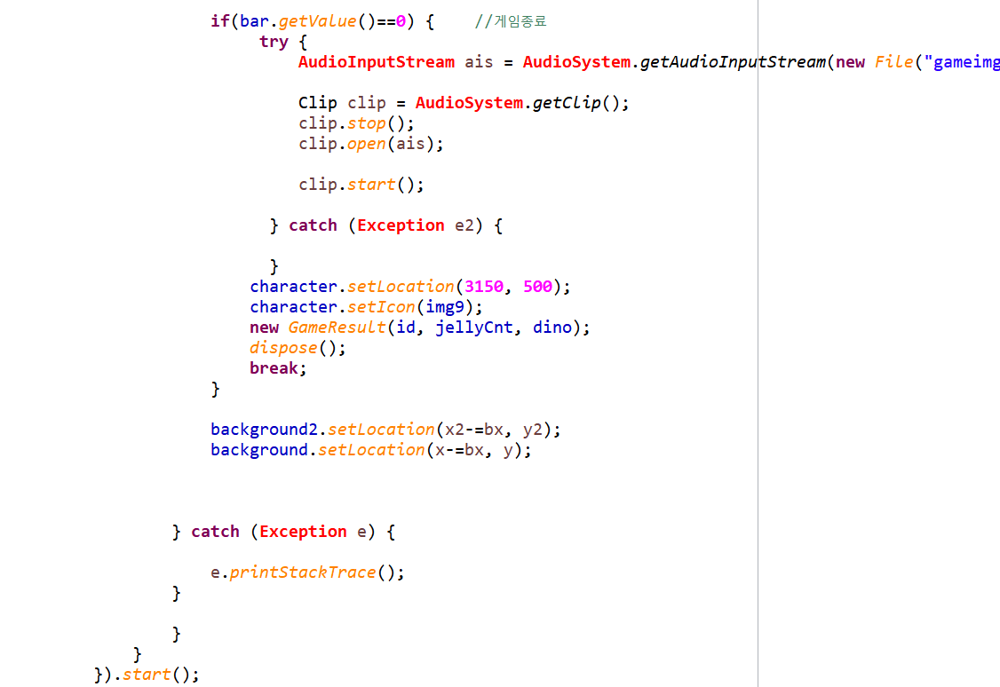 if(bar.getValue()==0) { //게임종료
try {
AudioInputStream ais = AudioSystem.getAudioInputStream(new File("gameimg
Clip clip = AudioSystem.getClip();
clip.stop();
clip.open(ais);
clip.start();
} catch (Exception e2) {
}
character.setLocation(3150, 500);
character.setIcon(img9);
new GameResult(id, jellyCnt, dino);
dispose();
break;
}
background2.setLocation(x2-=bx, y2);
background.setLocation(x-=bx, y);
} catch (Exception e) {
e.printStackTrace();
}
}
}
}).start();